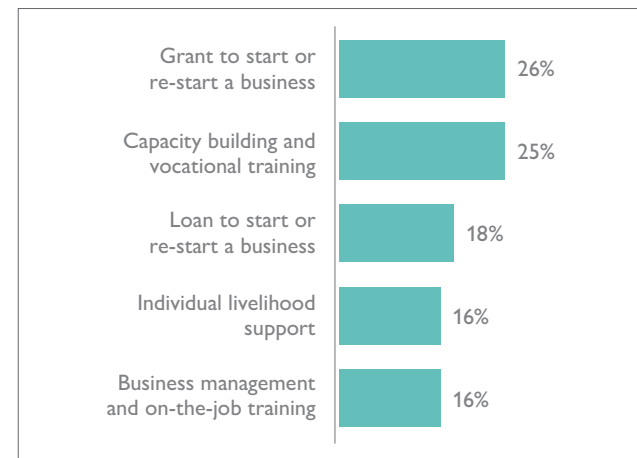 Grant to start or
re-start a business
26%
Capacity building and
vocational training
25%
Loan to start or
re-start a business
18%
Individual livelihood
support
16%
Business management
and on-the-job training
16%